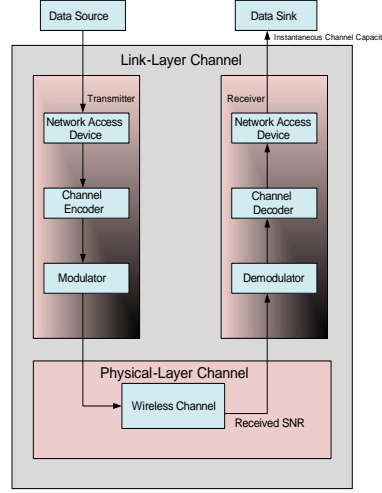 Data Source
Data Sink
Instantaneous Channel Capacit
Link-Layer Channel
Transmitter
Receiver
Network Access
Device
Network Access
Device
Channel
Encoder
Channel
Decoder
Modulator
Demodulator
Physical-Layer Channel
Wireless Channel
Received SNR